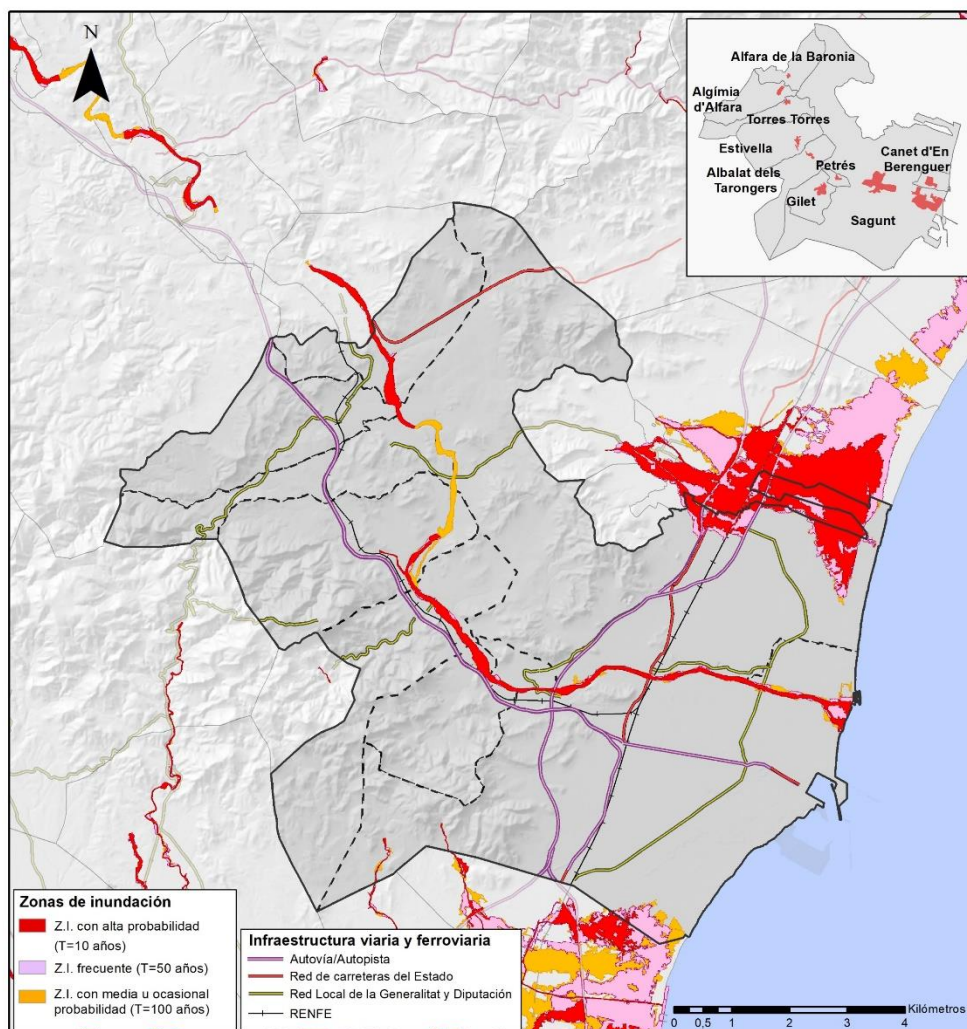 N
Alfara de la Baronia
Algímia
d'Alfara
Torres Torres
Estivella
Canet d'En
Berenguer
Petrés
Albalat dels
Tarongers
Gilet
Sagunt
Zonas de inundación
Z.I. con alta probabilidad
(T=10 años)
Z.I. frecuente (T=50 años)
Z.I. con media u ocasional
probabilidad (T=100 años)
Infraestructura viaria y ferroviaria
Autovía/Autopista
Red de carreteras del Estado
Red Local de la Generalitat y Diputación
RENFE
Kilómetros
0 0,5 1 2 3 4